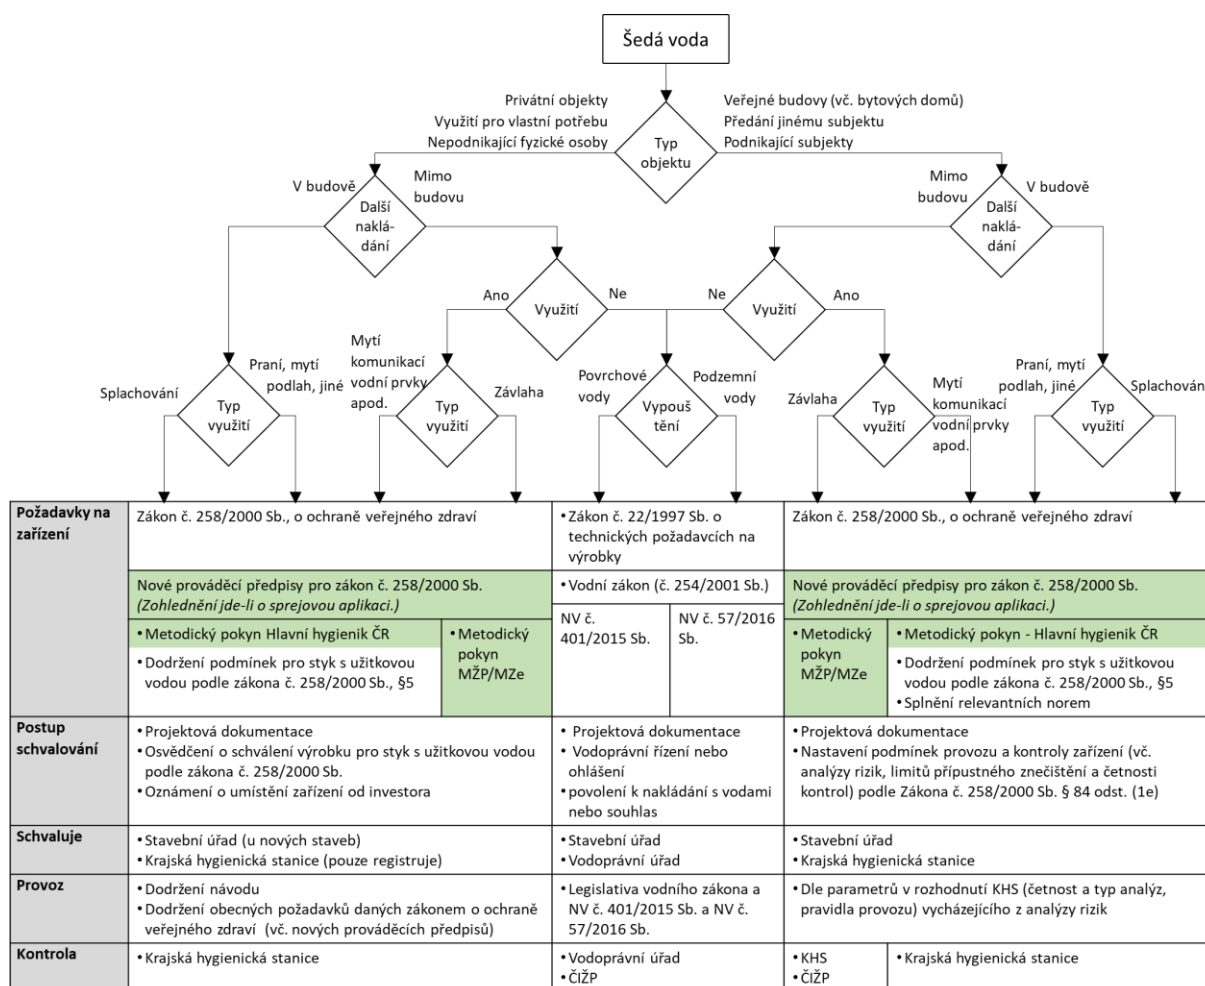 Šedá voda
Privátní objekty
Využití pro vlastní potřebu
Nepodnikající fyzické osoby
Typ
objektu
Veřejné budovy (vč. bytových domů)
Předání jinému subjektu
Podnikající subjekty
V budově
Další
naklá-
dání
Mimo
budovu
Mimo
budovu
Další
naklá-
dání
V budově
Ano
Využití
Ne
Ne
Využití
Ano
Splachování
Typ
využití
Praní, mytí
podlah, jiné
Mytí
komunikací
vodní prvky
apod.
Typ
využití
Závlaha
Povrchové
vody
Vypouš
tění
Podzemní
vody
Závlaha
Typ
využití
Mytí
komunikací
vodní prvky
apod.
Praní, mytí
podlah, jiné
Typ
využití
Splachován
Požadavky na
zařízení
Zákon č. 258/2000 Sb., o ochraně veřejného zdraví
•Zákon č. 22/1997 Sb. o
technických požadavcích na
výrobky
Zákon č. 258/2000 Sb., o ochraně veřejného zdraví
Nové prováděcí předpisy pro zákon č. 258/2000 Sb.
(Zohlednění jde-li o sprejovou aplikaci.)
•Vodní zákon (č. 254/2001 Sb.)
Nové prováděcí předpisy pro zákon č. 258/2000 Sb.
(Zohlednění jde-li o sprejovou aplikaci.)
•Metodický pokyn Hlavní hygienik ČR
•Dodržení podmínek pro styk s užitkovou
vodou podle zákona č. 258/2000 Sb., §5
•Metodický
pokyn
MŽP/MZe
NV č.
401/2015 Sb.
NV č. 57/2016
Sb.
•Metodický
pokyn
MŽP/MZe
•Metodický pokyn - Hlavní hygienik ČR
•Dodržení podmínek pro styk s užitkovou
vodou podle zákona č. 258/2000 Sb., §5
•Splnění relevantních norem
Postup
schvalování
•Projektová dokumentace
•Osvědčení o schválení výrobku pro styk s užitkovou vodou
podle zákona č. 258/2000 Sb.
•Oznámení o umístění zařízení od investora
• Projektová dokumentace
• Vodoprávní řízení nebo
ohlášení
•povolení k nakládání s vodami
nebo souhlas
•Projektová dokumentace
•Nastavení podmínek provozu a kontroly zařízení (vč.
analýzy rizik, limitů přípustného znečištění a četnosti
kontrol) podle Zákona č. 258/2000 Sb. § 84 odst. (1e)
Schvaluje
•Stavební úřad (u nových staveb)
•Krajská hygienická stanice (pouze registruje)
•Stavební úřad
•Vodoprávní úřad
•Stavební úřad
•Krajská hygienická stanice
Provoz
•Dodržení návodu
•Dodržení obecných požadavků daných zákonem o ochraně
veřejného zdraví (vč. nových prováděcích předpisů)
•Legislativa vodního zákona a
NV č. 401/2015 Sb. a NV č.
57/2016 Sb.
•Dle parametrů v rozhodnutí KHS (četnost a typ analýz,
pravidla provozu) vycházejícího z analýzy rizik
Kontrola
•Krajská hygienická stanice
•Vodoprávní úřad
•ČIŽP
•KHS
•ČIŽP
•Krajská hygienická stanice